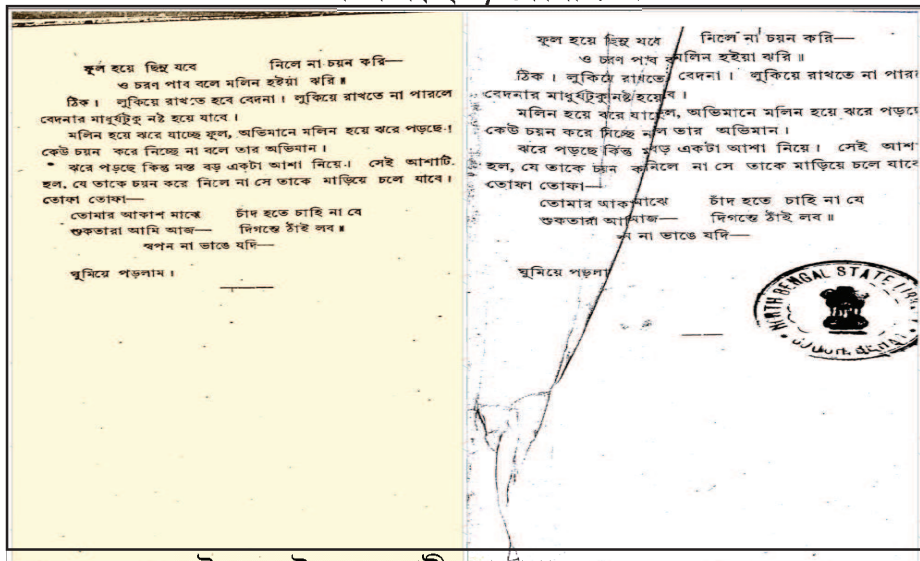 ফুল হয়ে ছিনু যবে নিলে না চয়ন করি—
ও চরণ পাব বলে মলিন হইয়া ঝরি॥
ঠিক। লুকিয়ে রাখতে হবে বেদনা। লুকিয়ে রাখতে না পারলে
বেদনার মাধুর্যটুকু নষ্ট হয়ে যাবে।
মলিন হয়ে ঝরে যাচ্ছে ফুল, অভিমানে মলিন হয়ে ঝরে পড়ছে।
কেউ চয়ন করে নিচ্ছে না বলে তার অভিমান।
ঝরে পড়ছে কিন্তু মস্ত বড় একটা আশা নিয়ে। সেই আশাটি
হল, যে তাকে চয়ন করে নিলে না সে তাকে মাড়িয়ে চলে যাবে।
তোফা তোফা—
তোমার আকাশ মাঝে চাঁদ হতে চাহি না যে
শুকতারা আমি আজ— দিগন্তে ঠাঁই লব॥
স্বপন না ভাঙে যদি—
ঘুমিয়ে পড়লাম।
ফুল হয়ে ছিনু যবে নিলে না চয়ন করি—
ও চরণ পাব মলিন হইয়া ঝরি॥
ঠিক। লুকিয়ে রাখতে বেদনা। লুকিয়ে রাখতে না পার
বেদনার মাধুর্যটুকু নষ্ট হয়ে বে।
মলিন হয়ে ঝরে যা ল, অভিমানে মলিন হয়ে ঝরে পড়ে
কেউ চয়ন করে নিচ্ছে না ল তার অভিমান।
ঝরে পড়ছে কিন্তু বড় একটা আশা নিয়ে। সেই আশ
হল, যে তাকে চয়ন ক নিলে না সে তাকে মাড়িয়ে চলে যাবে
তোফা তোফা—
তোমার আক মাঝে চাঁদ হতে চাহি না যে
শুকতারা আ আজ— দিগন্তে ঠাঁই লব॥
ন না ভাঙে যদি—
ঘুমিয়ে পড়লা
BENGAL STATE